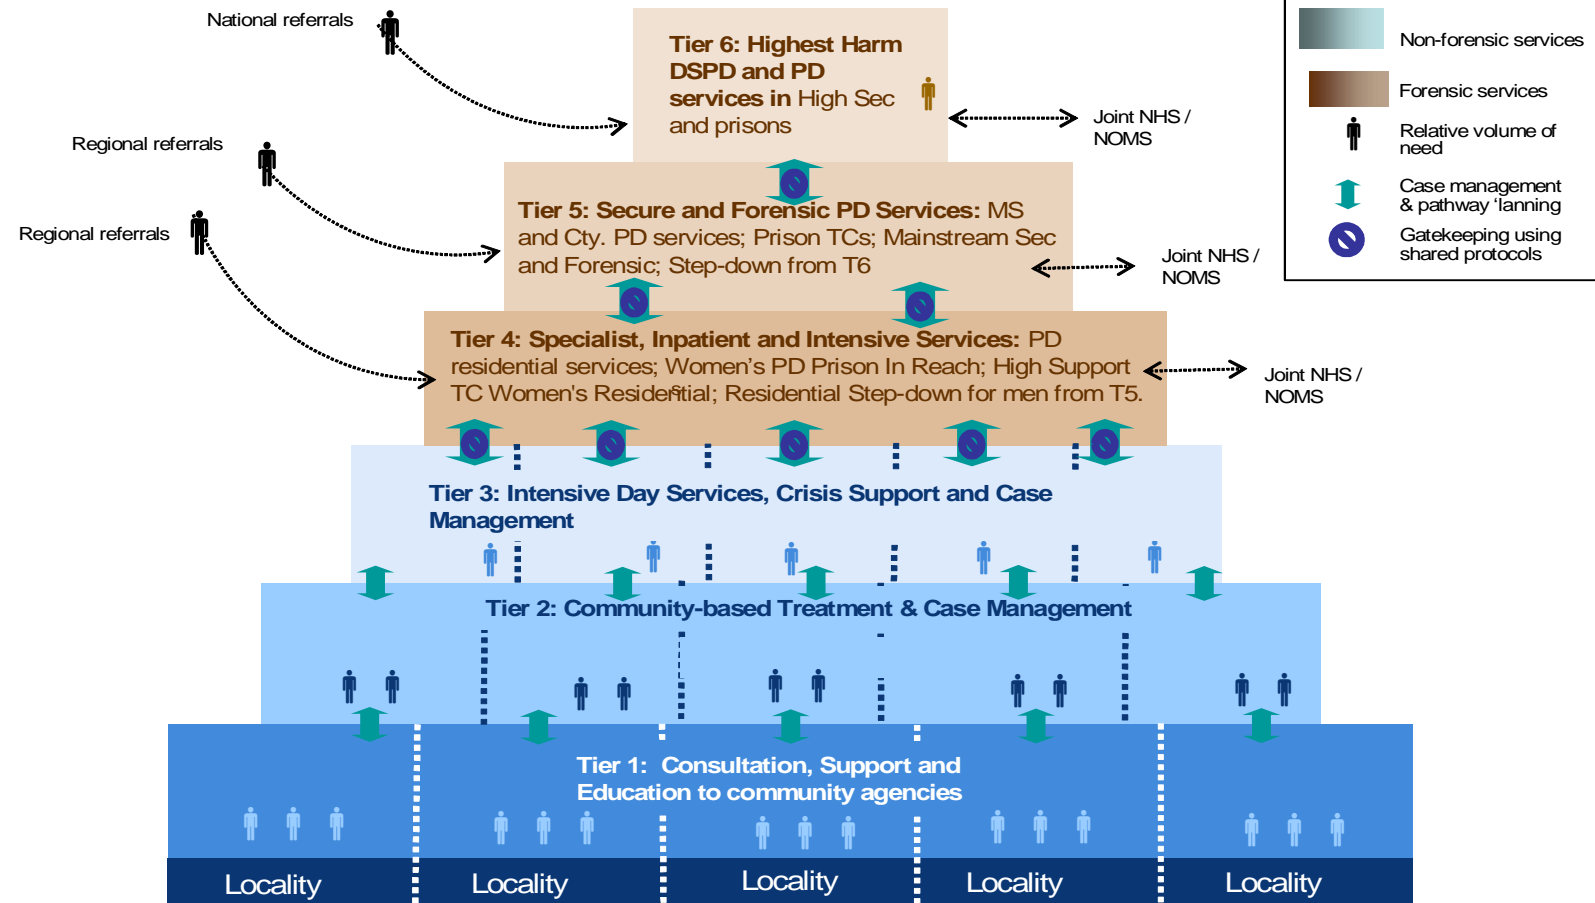 National referrals
Regional referrals
Regional referrals
Tier 6: Highest Harm
DSPD and PD
services in High Sec
and prisons
Joint NHS /
NOMS
Tier 5: Secure and Forensic PD Services: MS
and Cty. PD services; Prison TCs; Mainstream Sec
and Forensic; Step-down from T6
Joint NHS /
NOMS
Tier 4: Specialist, Inpatient and Intensive Services: PD
residential services; Women's PD Prison In Reach; High Support
TC Women's Residential; Residential Step-down for men from T5.
s
Joint NHS /
NOMS
Tier 3: Intensive Day Services, Crisis Support and Case
Management
Tier 2: Community-based Treatment & Case Management
Tier 1: Consultation, Support and
Education to community agencies
Locality
Locality
Locality
Locality
Locality
Non-forensic services
Forensic services
Relative volume of
need
Case management
& pathway 'lanning
Gatekeeping using
shared protocols